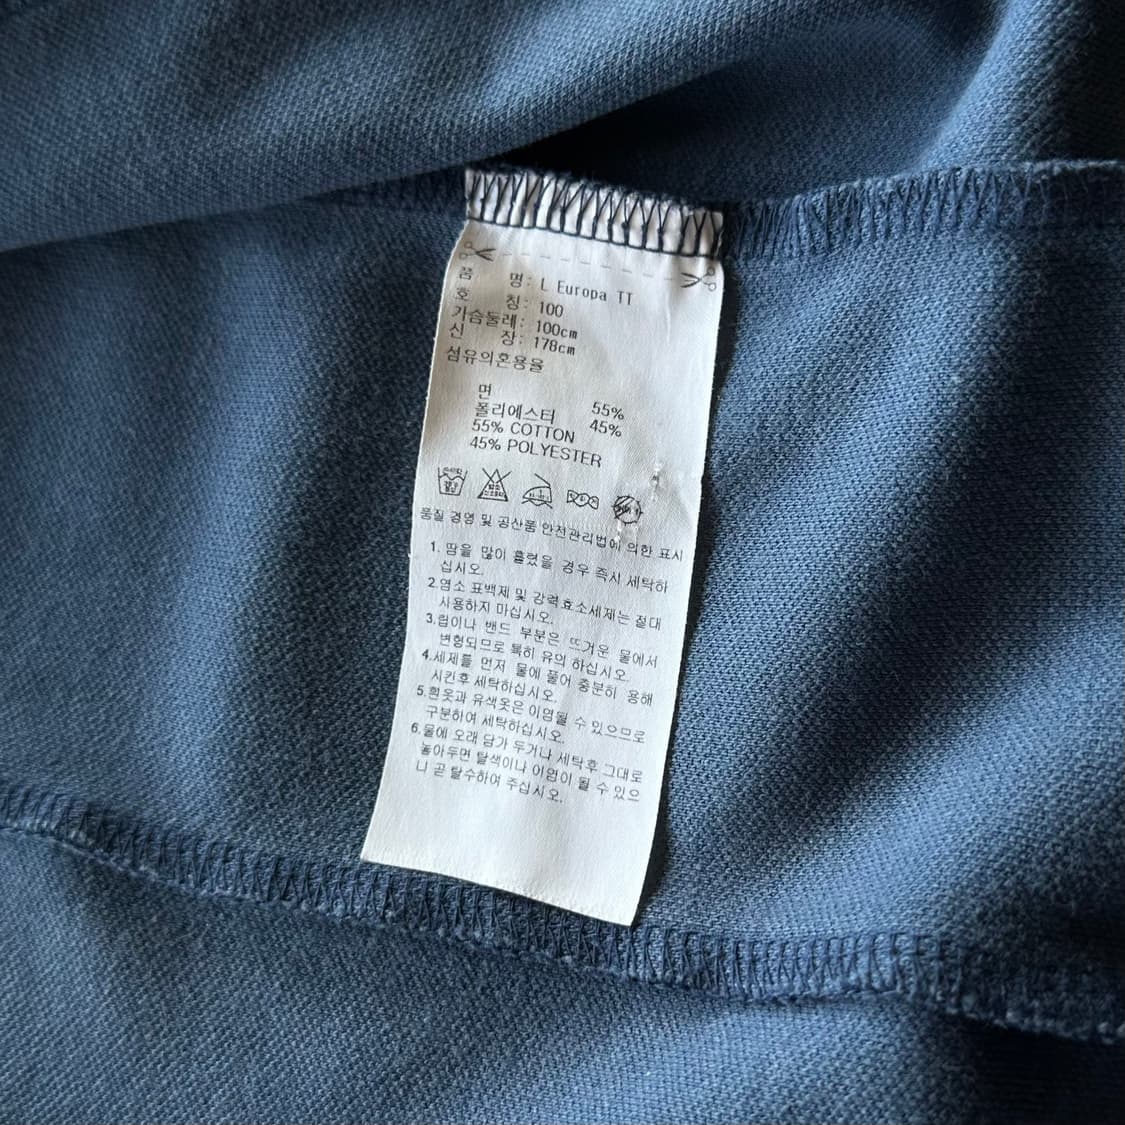 품 명: L Europa TT
호 칭: 100
가슴둘레: 100cm
신 장: 178cm
섬유의혼용율
면 55%
폴리에스터 45%
55% COTTON
45% POLYESTER
품질 경영 및 공산품 안전관리법에 의한 표시
1. 땀을 많이 흘렸을 경우 즉시 세탁하
십시오.
2.염소 표백제 및 강력효소세제는 절대
사용하지 마십시오.
3.립이나 밴드 부분은 뜨거운 물에서
변형되므로 특히 유의 하십시오.
4.세제를 먼저 물에 풀어 충분히 용해
시킨후 세탁하십시오.
5.흰옷과 유색옷은 이염될 수 있으므로
구분하여 세탁하십시오.
6.물에 오래 담가 두거나 세탁후 그대로
놓아두면 탈색이나 이염이 될 수 있으
니 곧 탈수하여 주십시오.